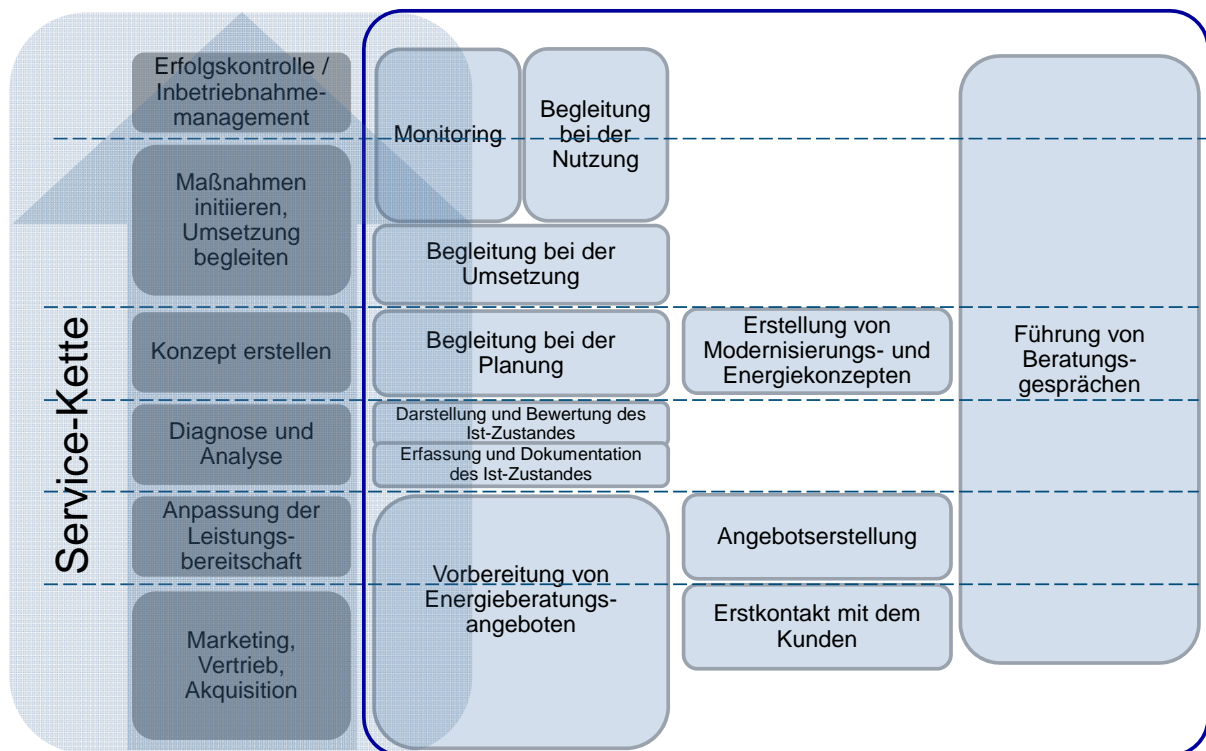 Service-Kette
Erfolgskontrolle /
Inbetriebnahme-
management
Maßnahmen
initiieren,
Umsetzung
begleiten
Konzept erstellen
Diagnose und
Analyse
Anpassung der
Leistungs-
bereitschaft
Marketing,
Vertrieb,
Akquisition
Monitoring
Begleitung
bei der
Nutzung
Begleitung bei der
Umsetzung
Begleitung bei der
Planung
Darstellung und Bewertung des
Ist-Zustandes
Erfassung und Dokumentation
des Ist-Zustandes
Vorbereitung von
Energieberatungs-
angeboten
Erstellung von
Modernisierungs- und
Energiekonzepten
Angebotserstellung
Erstkontakt mit dem
Kunden
Führung von
Beratungs-
gesprächen